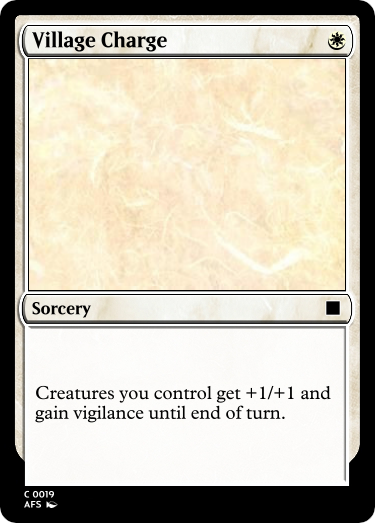 Village Charge
Sorcery
Creatures you control get +1/+1 and
gain vigilance until end of turn.
C 0019
AFS